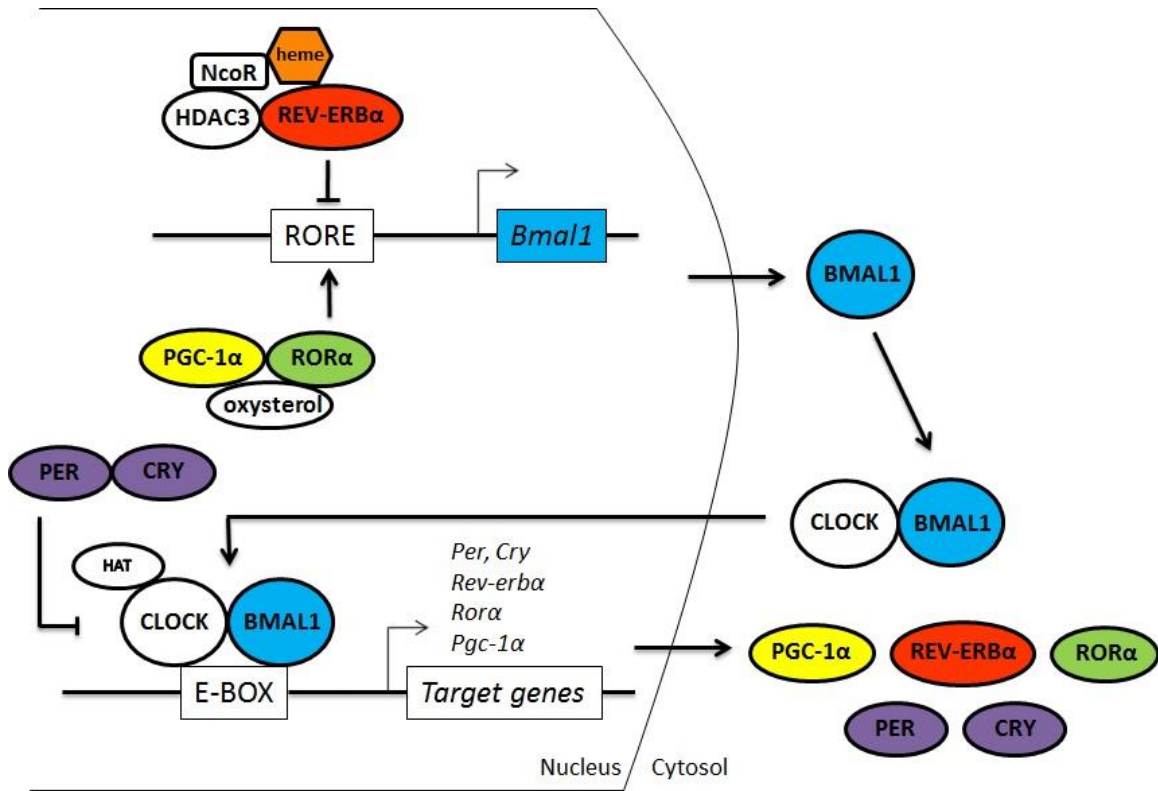 heme
NcoR
HDAC3
REV-ERBα
RORE
Bmal1
BMAL1
PGC-1α
RORα
oxysterol
PER
CRY
CLOCK
BMAL1
HAT
CLOCK
BMAL1
Per, Cry
Rev-erbα
Rorα
Pgc-1α
E-BOX
Target genes
PGC-1α
REV-ERBα
RORα
PER
CRY
Nucleus
Cytosol